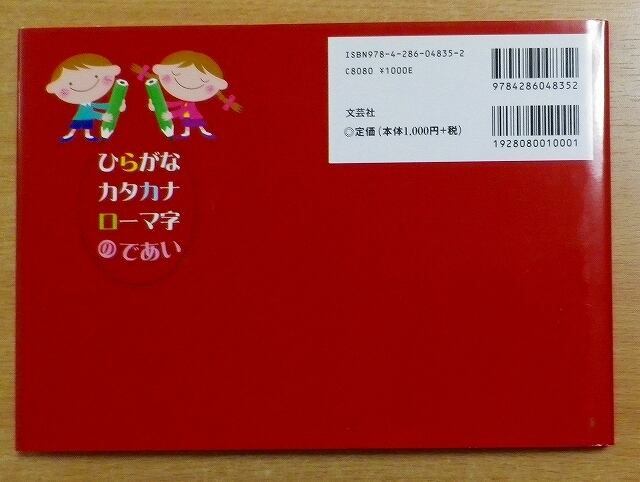 ひらがな
カタカナ
ローマ字
のであい
ISBN978-4-286-04835-2
C8080 ¥1000E
9784286048352
文芸社
◎定価(本体1,000円+税)
1928080010001